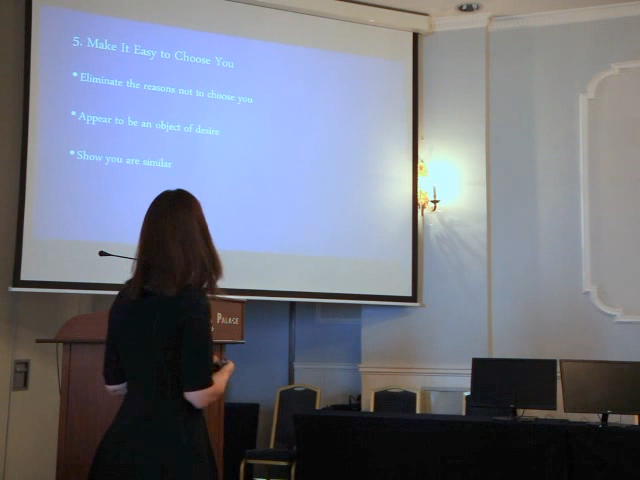 5. Make It Easy to Choose You
• Eliminate the reasons not to choose you
• Appear to be an object of desire
• Show you are similar
PALACE